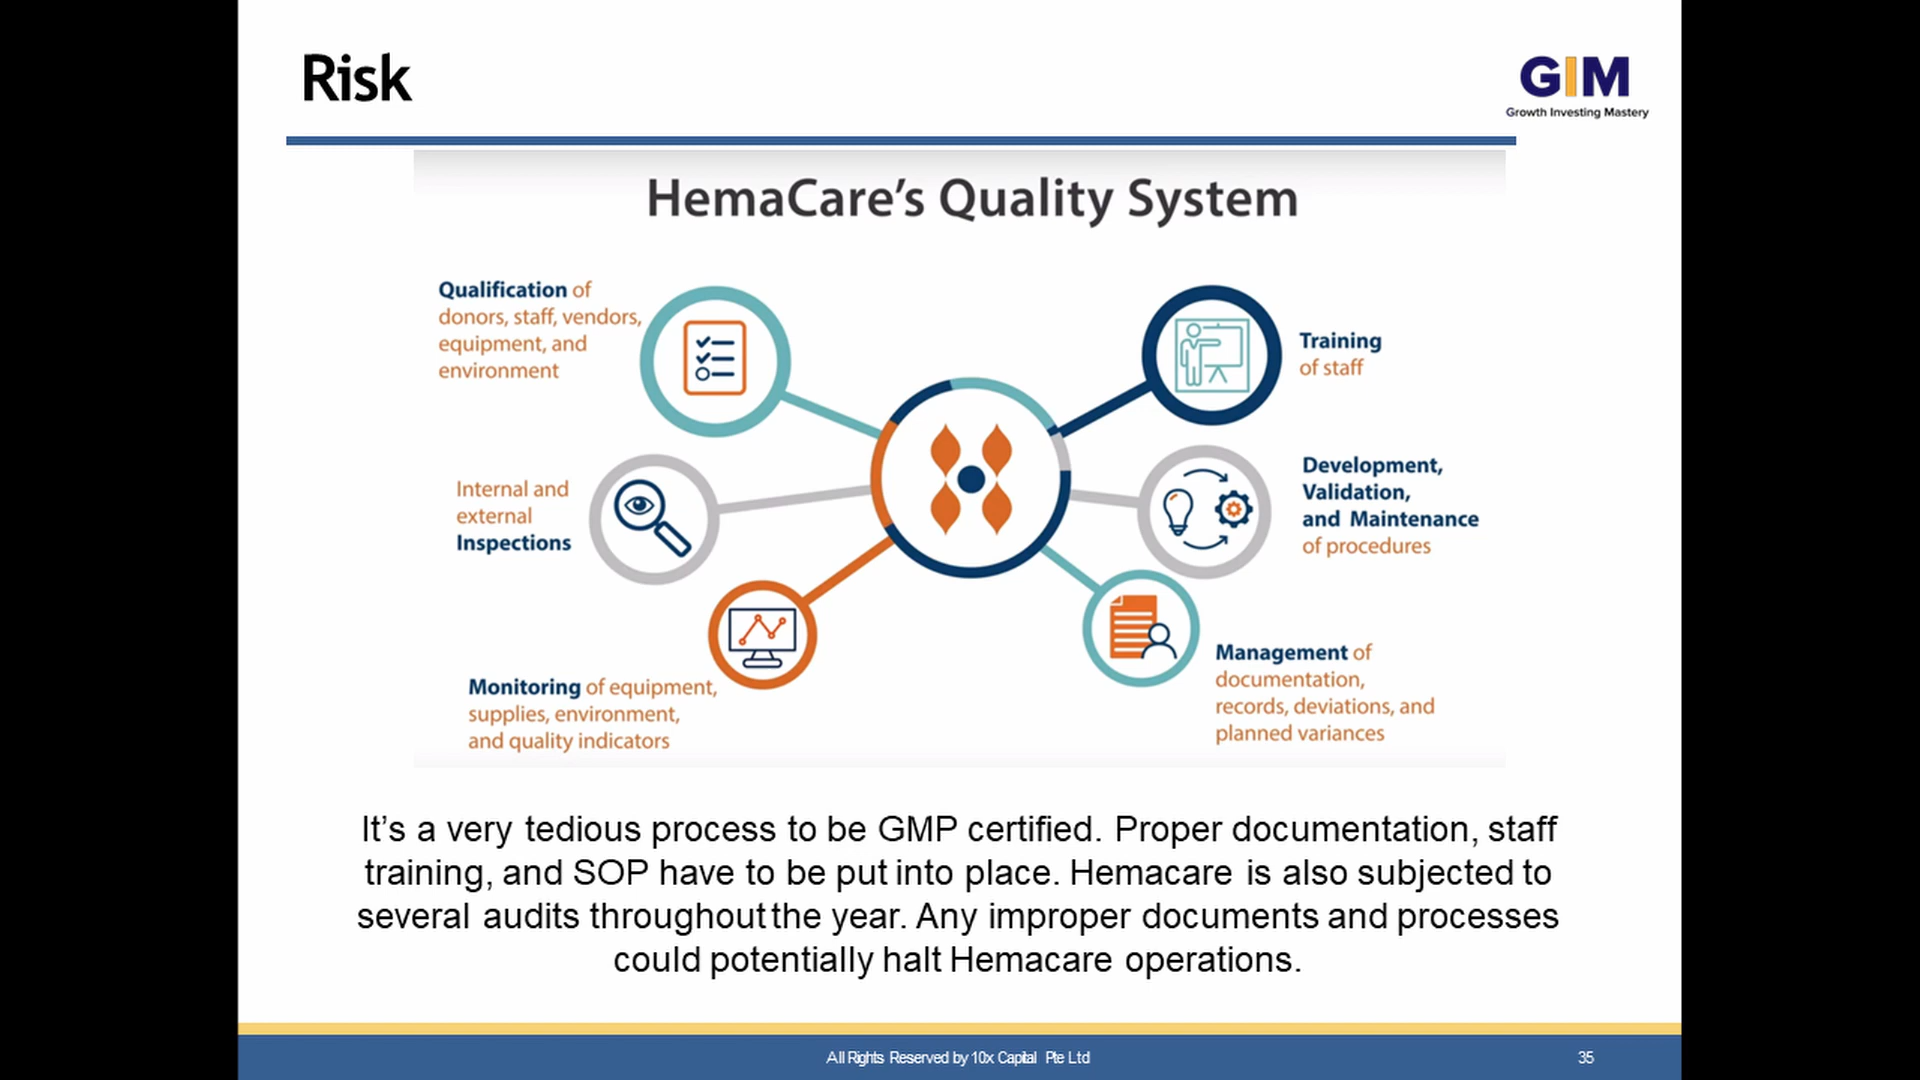 Risk
GIM
Growth Investing Mastery
HemaCare's Quality System
Qualification of
donors, staff, vendors,
equipment, and
environment
Training
of staff
Internal and
external
Inspections
Development,
Validation,
and Maintenance
of procedures
Monitoring of equipment,
supplies, environment,
and quality indicators
Management of
documentation,
records, deviations, and
planned variances
It's a very tedious process to be GMP certified. Proper documentation, staff
training, and SOP have to be put into place. Hemacare is also subjected to
several audits throughout the year. Any improper documents and processes
could potentially halt Hemacare operations.
All Rights Reserved by 10x Capital Pte Ltd
35